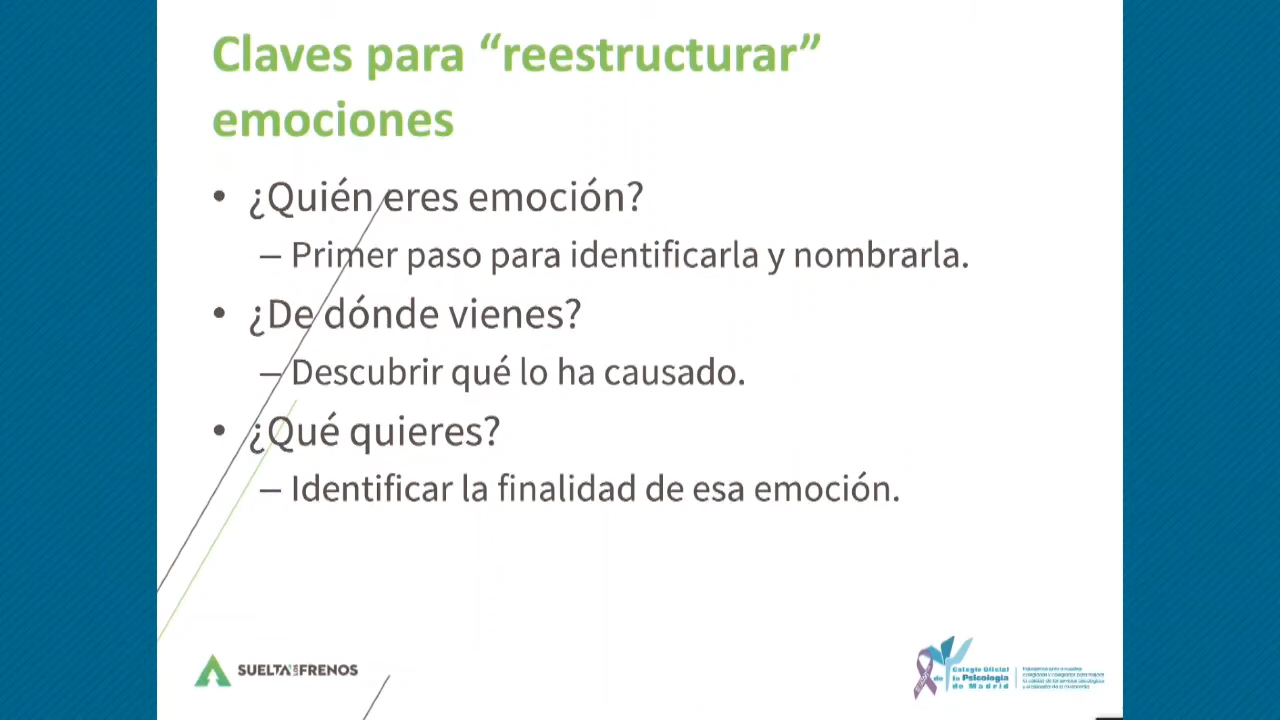 Claves para “reestructurar”
emociones
• ¿Quién eres emoción?
– Primer paso para identificarla y nombrarla.
• ¿De dónde vienes?
– Descubrir qué lo ha causado.
• ¿Qué quieres?
– Identificar la finalidad de esa emoción.
SUELTA LOS FRENOS
Colegio Oficial
de la Psicología
de Madrid